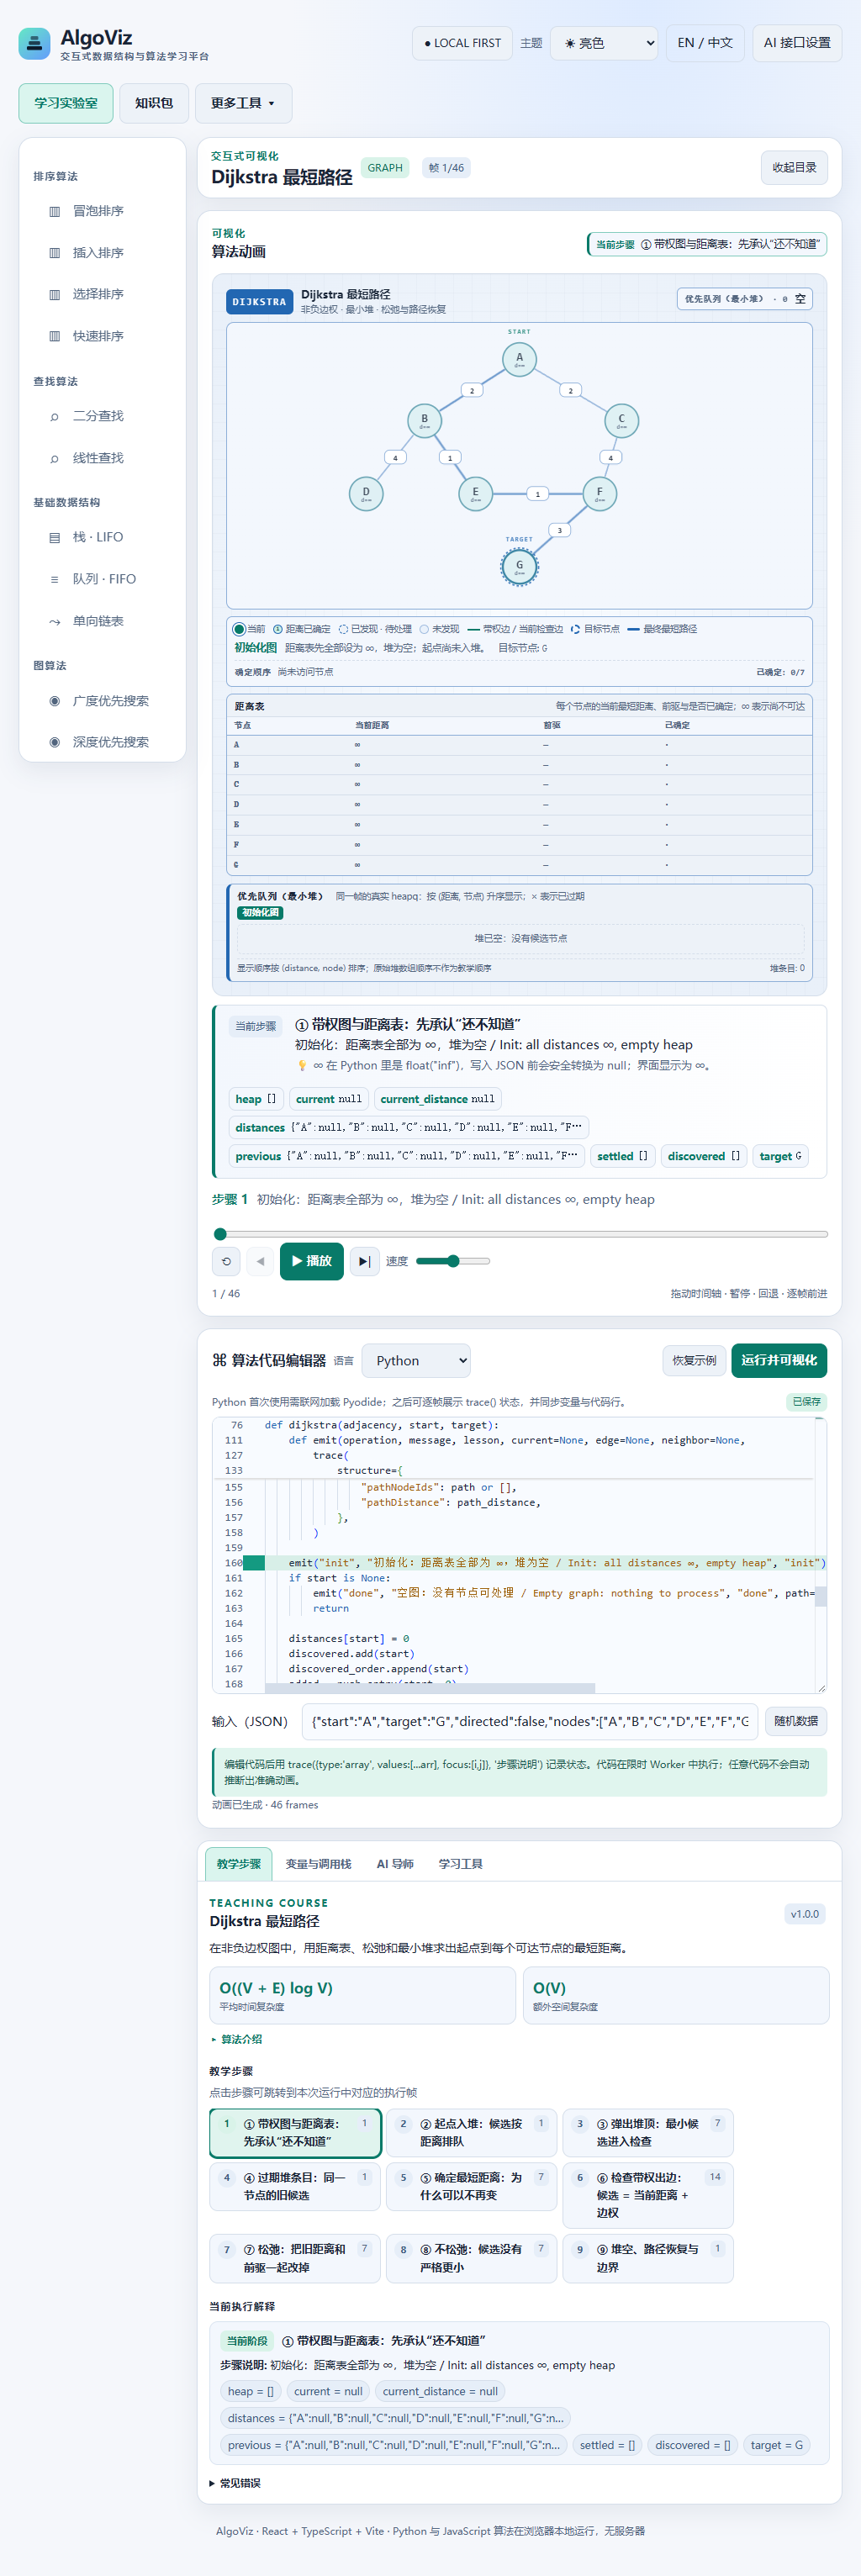 AlgoViz
交互式数据结构与算法学习平台
● LOCAL FIRST
主题
☀ 亮色
EN / 中文
AI 接口设置
学习实验室
知识包
更多工具 ▾
排序算法
冒泡排序
插入排序
选择排序
快速排序
查找算法
二分查找
线性查找
基础数据结构
栈 · LIFO
队列 · FIFO
单向链表
图算法
广度优先搜索
深度优先搜索
交互式可视化
Dijkstra 最短路径
GRAPH
帧 1/46
收起目录
可视化
算法动画
当前步骤 ① 带权图与距离表：先承认“还不知道”
DIJKSTRA
Dijkstra 最短路径
非负边权 · 最小堆 · 松弛与路径恢复
优先队列（最小堆） · 0 空
START
A
d=∞
2
2
B
d=∞
C
d=∞
4
1
4
D
d=∞
E
d=∞
1
F
d=∞
3
TARGET
G
d=∞
当前
距离已确定
已发现 · 待处理
未发现
带权边 / 当前检查边
目标节点
最终最短路径
初始化图 距离表先全部设为 ∞，堆为空；起点尚未入堆。 目标节点: G
确定顺序 尚未访问节点
已确定: 0/7
距离表
每个节点的当前最短距离、前驱与是否已确定；∞ 表示尚不可达
节点 当前距离 前驱 已确定
A ∞ — ·
B ∞ — ·
C ∞ — ·
D ∞ — ·
E ∞ — ·
F ∞ — ·
G ∞ — ·
优先队列（最小堆） 同一帧的真实 heapq：按 (距离, 节点) 升序显示；× 表示已过期
初始化图
堆已空：没有候选节点
显示顺序按 (distance, node) 排序；原始堆数组顺序不作为教学顺序
堆条目: 0
当前步骤
① 带权图与距离表：先承认“还不知道”
初始化：距离表全部为 ∞，堆为空 / Init: all distances ∞, empty heap
💡 ∞ 在 Python 里是 float("inf")，写入 JSON 前会安全转换为 null；界面显示为 ∞。
heap []
current null
current_distance null
distances {"A":null,"B":null,"C":null,"D":null,"E":null,"F…
previous {"A":null,"B":null,"C":null,"D":null,"E":null,"F…
settled []
discovered []
target G
步骤 1 初始化：距离表全部为 ∞，堆为空 / Init: all distances ∞, empty heap
▶ 播放
速度
1 / 46
拖动时间轴 · 暂停 · 回退 · 逐帧前进
⌘ 算法代码编辑器
语言
Python
恢复示例
运行并可视化
Python 首次使用需联网加载 Pyodide；之后可逐帧展示 trace() 状态，并同步变量与代码行。
已保存
76 def dijkstra(adjacency, start, target):
111 def emit(operation, message, lesson, current=None, edge=None, neighbor=None,
127 trace(
133 structure={
155 "pathNodeIds": path or [],
156 "pathDistance": path_distance,
157 },
158 )
159
160 emit("init", "初始化：距离表全部为 ∞，堆为空 / Init: all distances ∞, empty heap", "init")
161 if start is None:
162 emit("done", "空图：没有节点可处理 / Empty graph: nothing to process", "done", path=
163 return
164
165 distances[start] = 0
166 discovered.add(start)
167 discovered_order.append(start)
168
输入（JSON）
{"start":"A","target":"G","directed":false,"nodes":["A","B","C","D","E","F","G
随机数据
编辑代码后用 trace({type:'array', values:[...arr], focus:[i,j]}, '步骤说明') 记录状态。代码在限时 Worker 中执行；任意代码不会自动
推断出准确动画。
动画已生成 · 46 frames
教学步骤
变量与调用栈
AI 导师
学习工具
TEACHING COURSE
Dijkstra 最短路径
v1.0.0
在非负边权图中，用距离表、松弛和最小堆求出起点到每个可达节点的最短距离。
O((V + E) log V)
平均时间复杂度
O(V)
额外空间复杂度
▸ 算法介绍
教学步骤
点击步骤可跳转到本次运行中对应的执行帧
1 ① 带权图与距离表： 1
先承认“还不知道”
2 ② 起点入堆：候选按 1
距离排队
3 ③ 弹出堆顶：最小候 7
选进入检查
4 ④ 过期堆条目：同一 1
节点的旧候选
5 ⑤ 确定最短距离：为 7
什么可以不再变
6 ⑥ 检查带权出边： 14
候选 = 当前距离 +
边权
7 ⑦ 松弛：把旧距离和 7
前驱一起改掉
8 ⑧ 不松弛：候选没有 7
严格更小
9 ⑨ 堆空、路径恢复与 1
边界
当前执行解释
当前阶段 ① 带权图与距离表：先承认“还不知道”
步骤说明: 初始化：距离表全部为 ∞，堆为空 / Init: all distances ∞, empty heap
heap = []
current = null
current_distance = null
distances = {"A":null,"B":null,"C":null,"D":null,"E":null,"F":null,"G":n...
previous = {"A":null,"B":null,"C":null,"D":null,"E":null,"F":null,"G":n...
settled = []
discovered = []
target = G
▶ 常见错误
AlgoViz · React + TypeScript + Vite · Python 与 JavaScript 算法在浏览器本地运行，无服务器